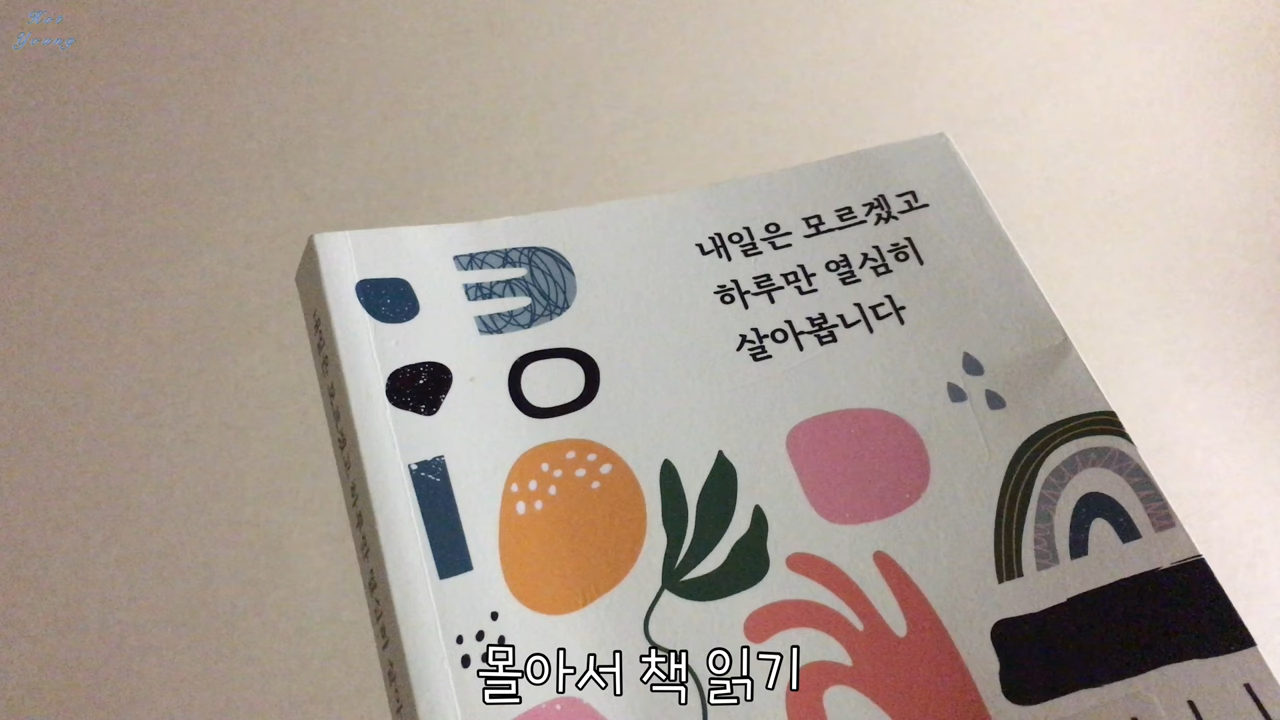 내일은 모르겠고
하루만 열심히
살아봅니다
몰아서 책 읽기